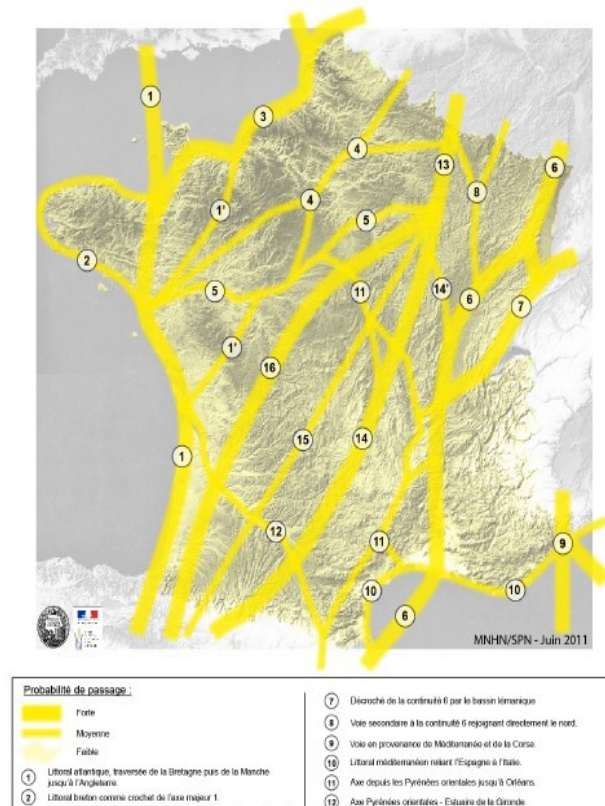 1
3
4
13
6
8
1'
4
5
2
5
11
14'
6
7
1'
16
1
15
14
12
11
9
10
10
6
MNHN/SPN - Juin 2011
Probabilité de passage :
Forte
Moyenne
Faible
1 Littoral atlantique, traversée de la Bretagne puis de la Manche
jusqu'à l'Angleterre.
2 Littoral breton comme crochet de l'axe majeur 1.
7 Décroché de la continuité 6 par le bassin lémanique
8 Voie secondaire à la continuité 6 rejoignant directement le nord.
9 Voie en provenance de Méditerranée et de la Corse.
10 Littoral méditerranéen reliant l'Espagne à l'Italie.
11 Axe depuis les Pyrénées orientales jusqu'à Orléans.
12 Axe Pyrénées orientales - Estuaire de la Gironde.